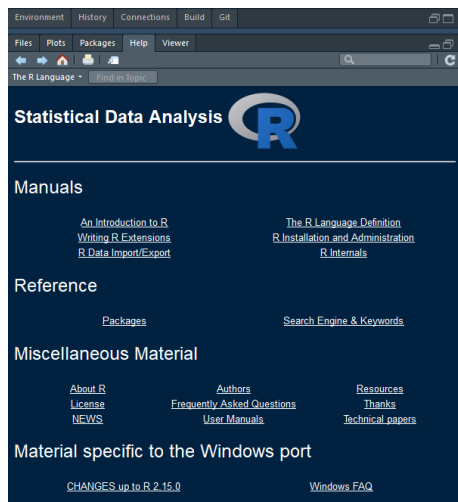 Environment History Connections Build Git
Files Plots Packages Help Viewer
The R Language Find in Topic
Statistical Data Analysis R
Manuals
An Introduction to R The R Language Definition
Writing R Extensions R Installation and Administration
R Data Import/Export R Internals
Reference
Packages Search Engine & Keywords
Miscellaneous Material
About R Authors Resources
License Frequently Asked Questions Thanks
NEWS User Manuals Technical papers
Material specific to the Windows port
CHANGES up to R 2.15.0 Windows FAQ